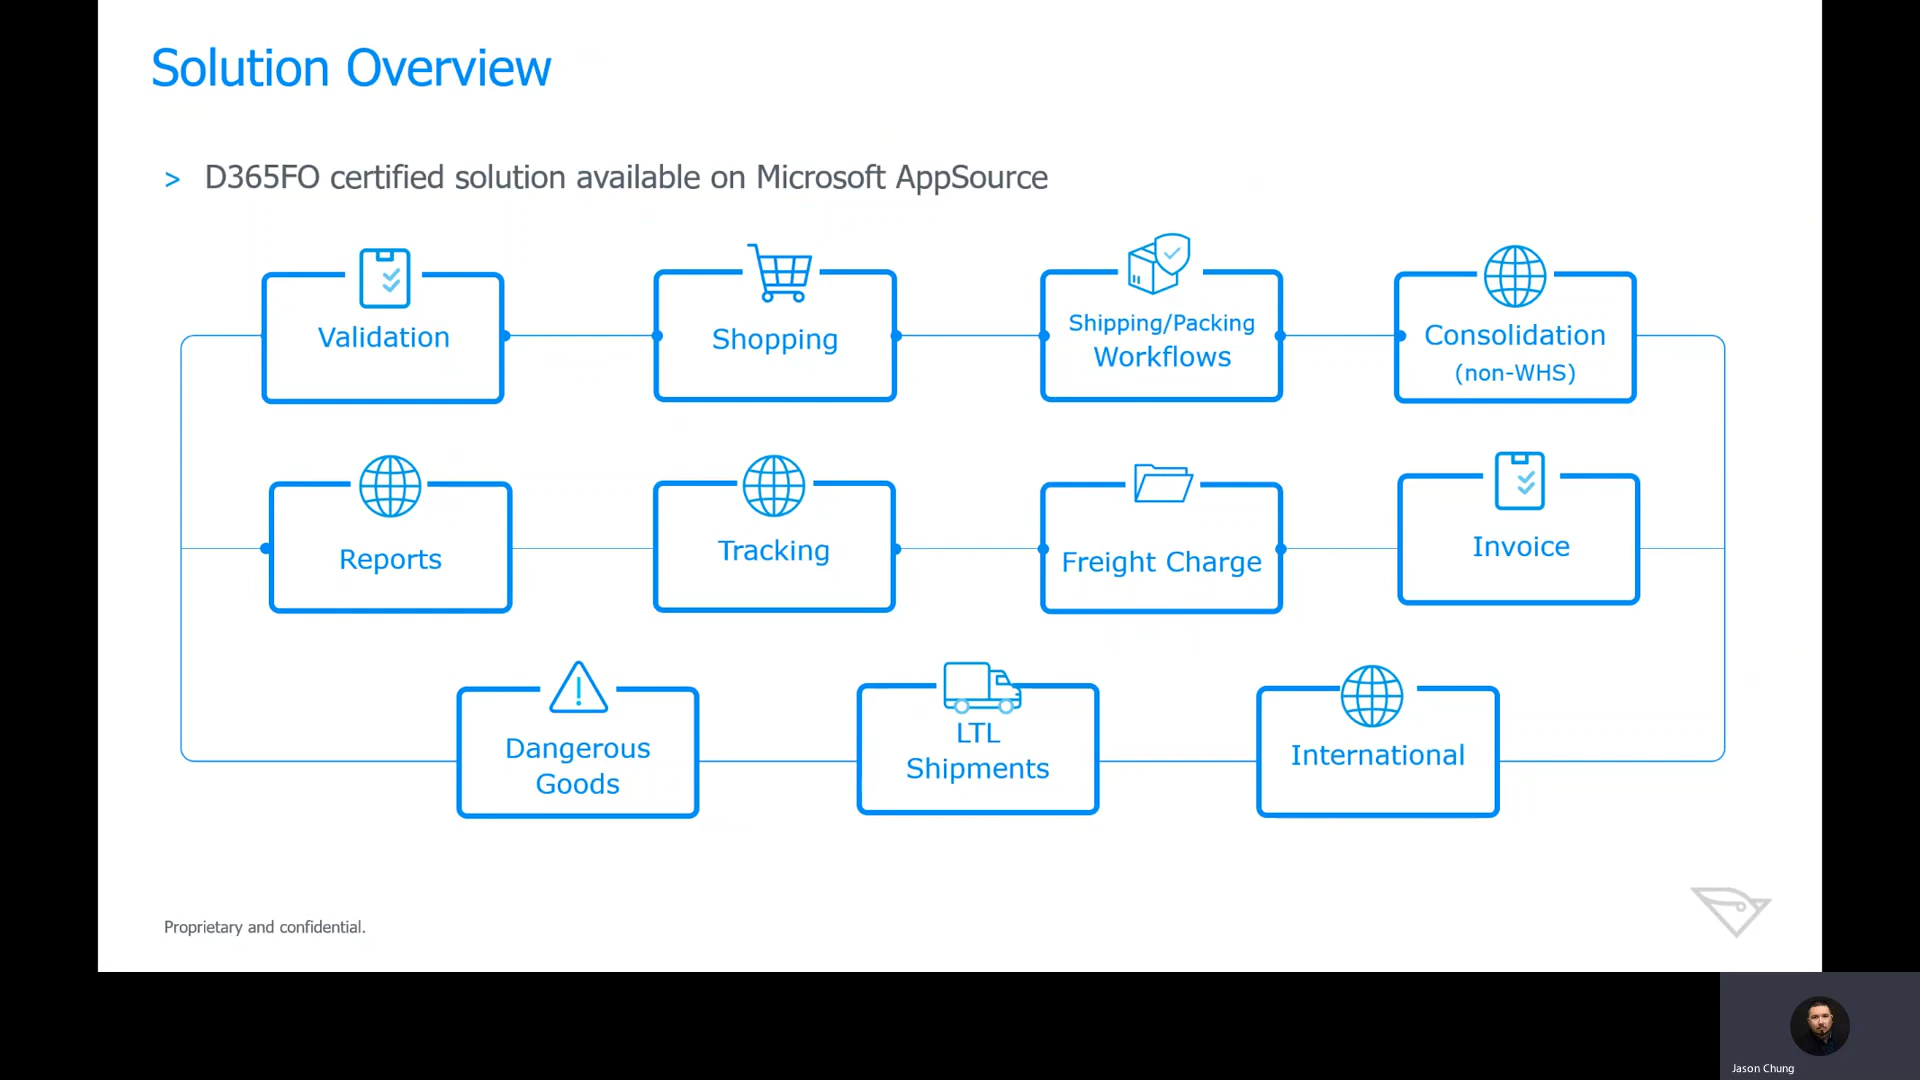 Solution Overview
> D365FO certified solution available on Microsoft AppSource
Validation
Shopping
Shipping/Packing
Workflows
Consolidation
(non-WHS)
Reports
Tracking
Freight Charge
Invoice
Dangerous
Goods
LTL
Shipments
International
Proprietary and confidential.
Jason Chung